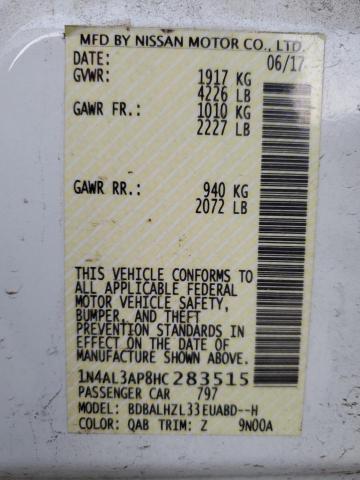 MFD BY NISSAN MOTOR CO., LTD.
DATE: 06/17
GVWR: 1917 KG
4226 LB
GAWR FR.: 1010 KG
2227 LB
GAWR RR.: 940 KG
2072 LB
THIS VEHICLE CONFORMS TO
ALL APPLICABLE FEDERAL
MOTOR VEHICLE SAFETY,
BUMPER, AND THEFT
PREVENTION STANDARDS IN
EFFECT ON THE DATE OF
MANUFACTURE SHOWN ABOVE.
1N4AL3AP8HC283515
PASSENGER CAR 797
MODEL: BDBALHZL33EUABD--H
COLOR: QAB TRIM: Z 9N00A